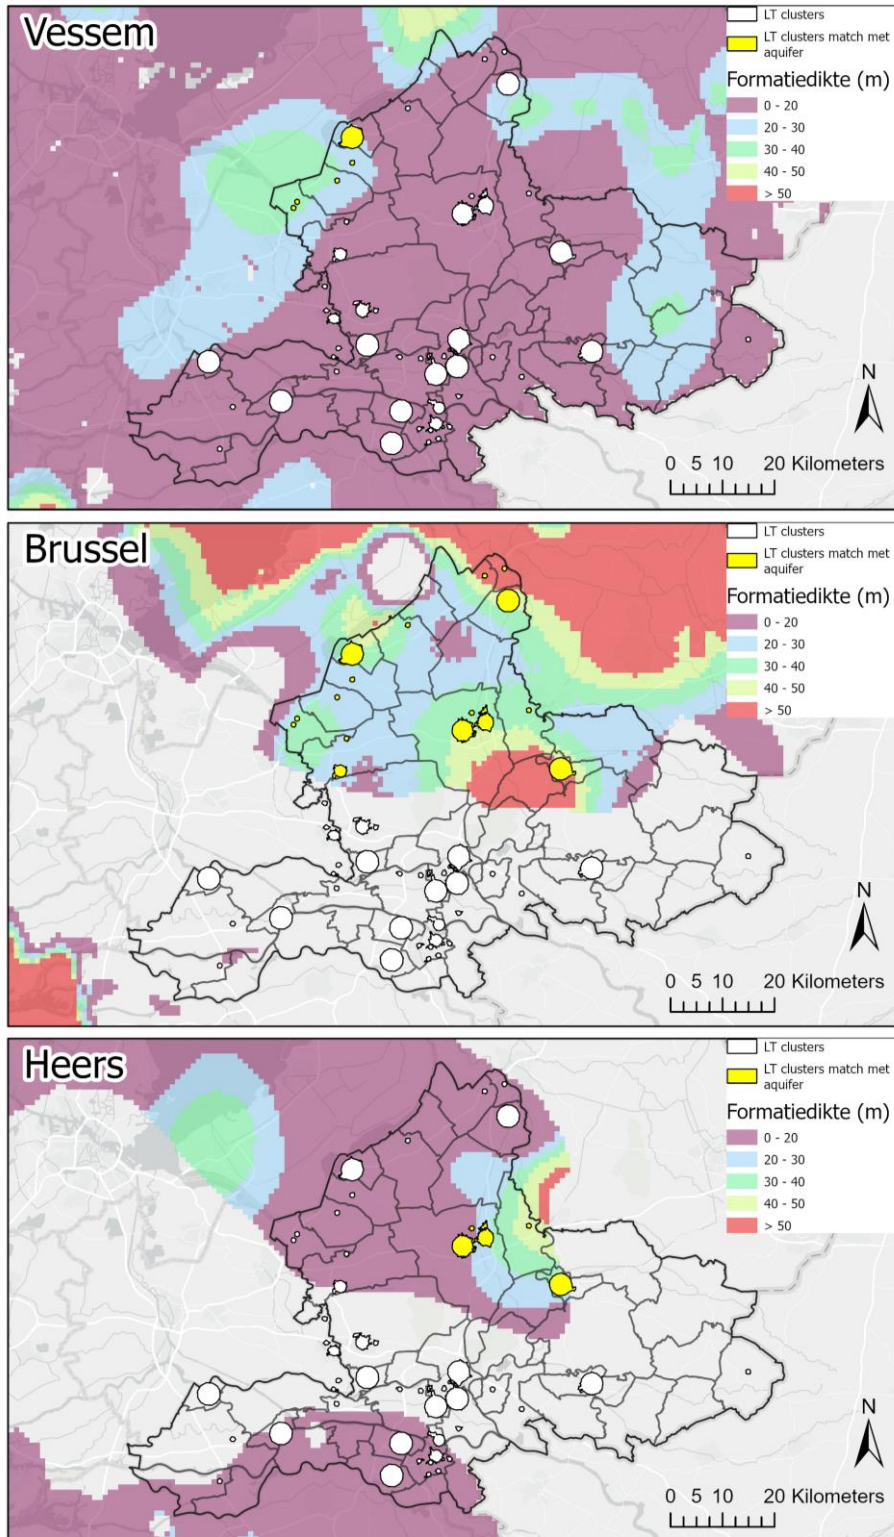 Vessem
LT clusters
LT clusters match met
aquifer
Formatiedikte (m)
0 - 20
20 - 30
30 - 40
40 - 50
> 50
N
0 5 10 20 Kilometers
Brussel
LT clusters
LT clusters match met
aquifer
Formatiedikte (m)
0 - 20
20 - 30
30 - 40
40 - 50
> 50
N
0 5 10 20 Kilometers
Heers
LT clusters
LT clusters match met
aquifer
Formatiedikte (m)
0 - 20
20 - 30
30 - 40
40 - 50
> 50
N
0 5 10 20 Kilometers